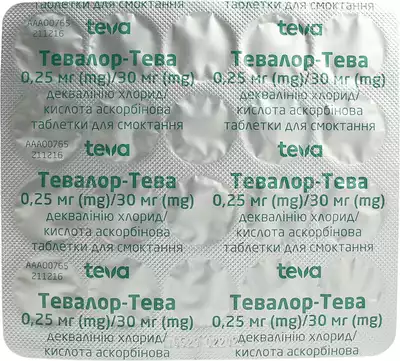 таблетки для смоктання таблетки для смоктання
AAA00765
211216
teva teva
Тевалор-Тева Тевалор-Тева
0,25 мг (mg)/30 мг (mg) 0,25 мг (mg)/30 мг (mg)
деквалінію хлорид/ деквалінію хлорид/
кислота аскорбінова кислота аскорбінова
таблетки для смоктання таблетки для смоктання
AAA00765
211216
teva teva
Тевалор-Тева Тевалор-Тева
0,25 мг (mg)/30 мг (mg) 0,25 мг (mg)/30 мг (mg)
деквалінію хлорид/ деквалінію хлорид/
кислота аскорбінова кислота аскорбінова
таблетки для смоктання таблетки для смоктання
AAA00765
211216
teva teva
Тевалор-Тева Тевалор-Тева
0,25 мг (mg)/30 мг (mg) 0,25 мг (mg)/30 мг (mg)
деквалінію хлорид/ деквалінію хлорид/
кислота аскорбінова кислота аскорбінова